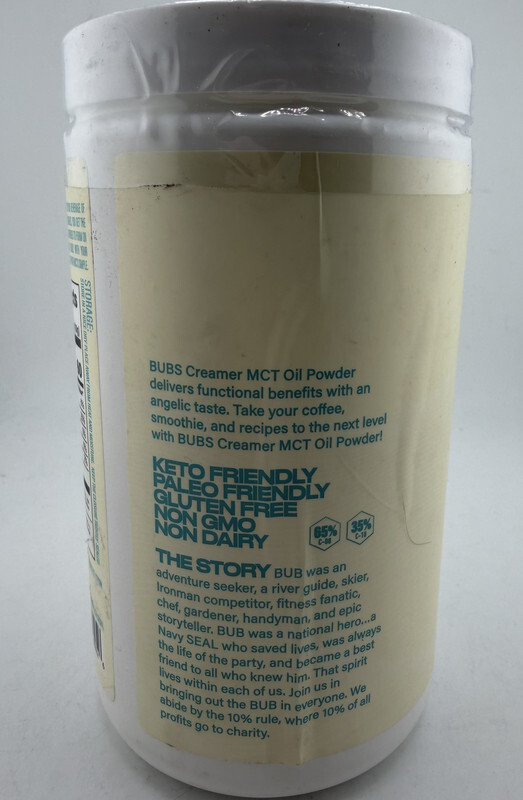 BUBS Creamer MCT Oil Powder
delivers functional benefits with an
angelic taste. Take your coffee,
smoothie, and recipes to the next level
with BUBS Creamer MCT Oil Powder!
KETO FRIENDLY
PALEO FRIENDLY
GLUTEN FREE
NON GMO
NON DAIRY
65%
C-08
35%
C-10
THE STORY BUB was an
adventure seeker, a river guide, skier,
Ironman competitor, fitness fanatic,
chef, gardener, handyman, and epic
storyteller. BUB was a national hero...a
Navy SEAL who saved lives, was always
the life of the party, and became a best
friend to all who knew him. That spirit
lives within each of us. Join us in
bringing out the BUB in everyone. We
abide by the 10% rule, where 10% of all
profits go to charity.
STORAGE: